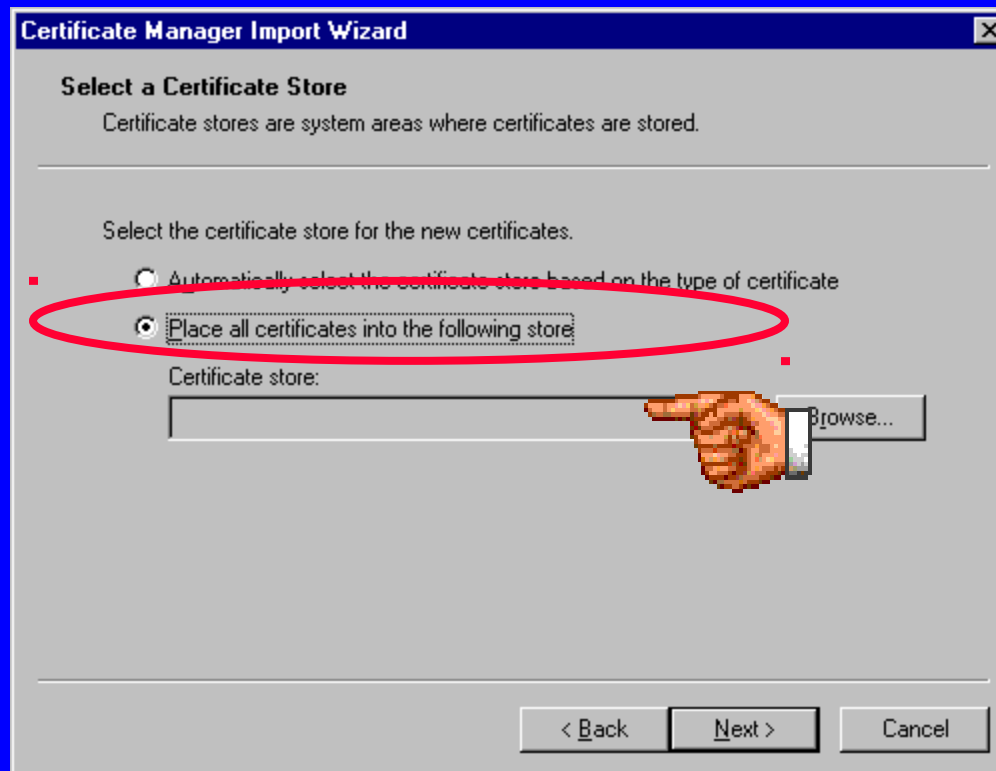 Certificate Manager Import Wizard
Select a Certificate Store
Certificate stores are system areas where certificates are stored.
Select the certificate store for the new certificates.
Automatically select the certificate store based on the type of certificate
Place all certificates into the following store
Certificate store:
Browse...
< Back
Next >
Cancel